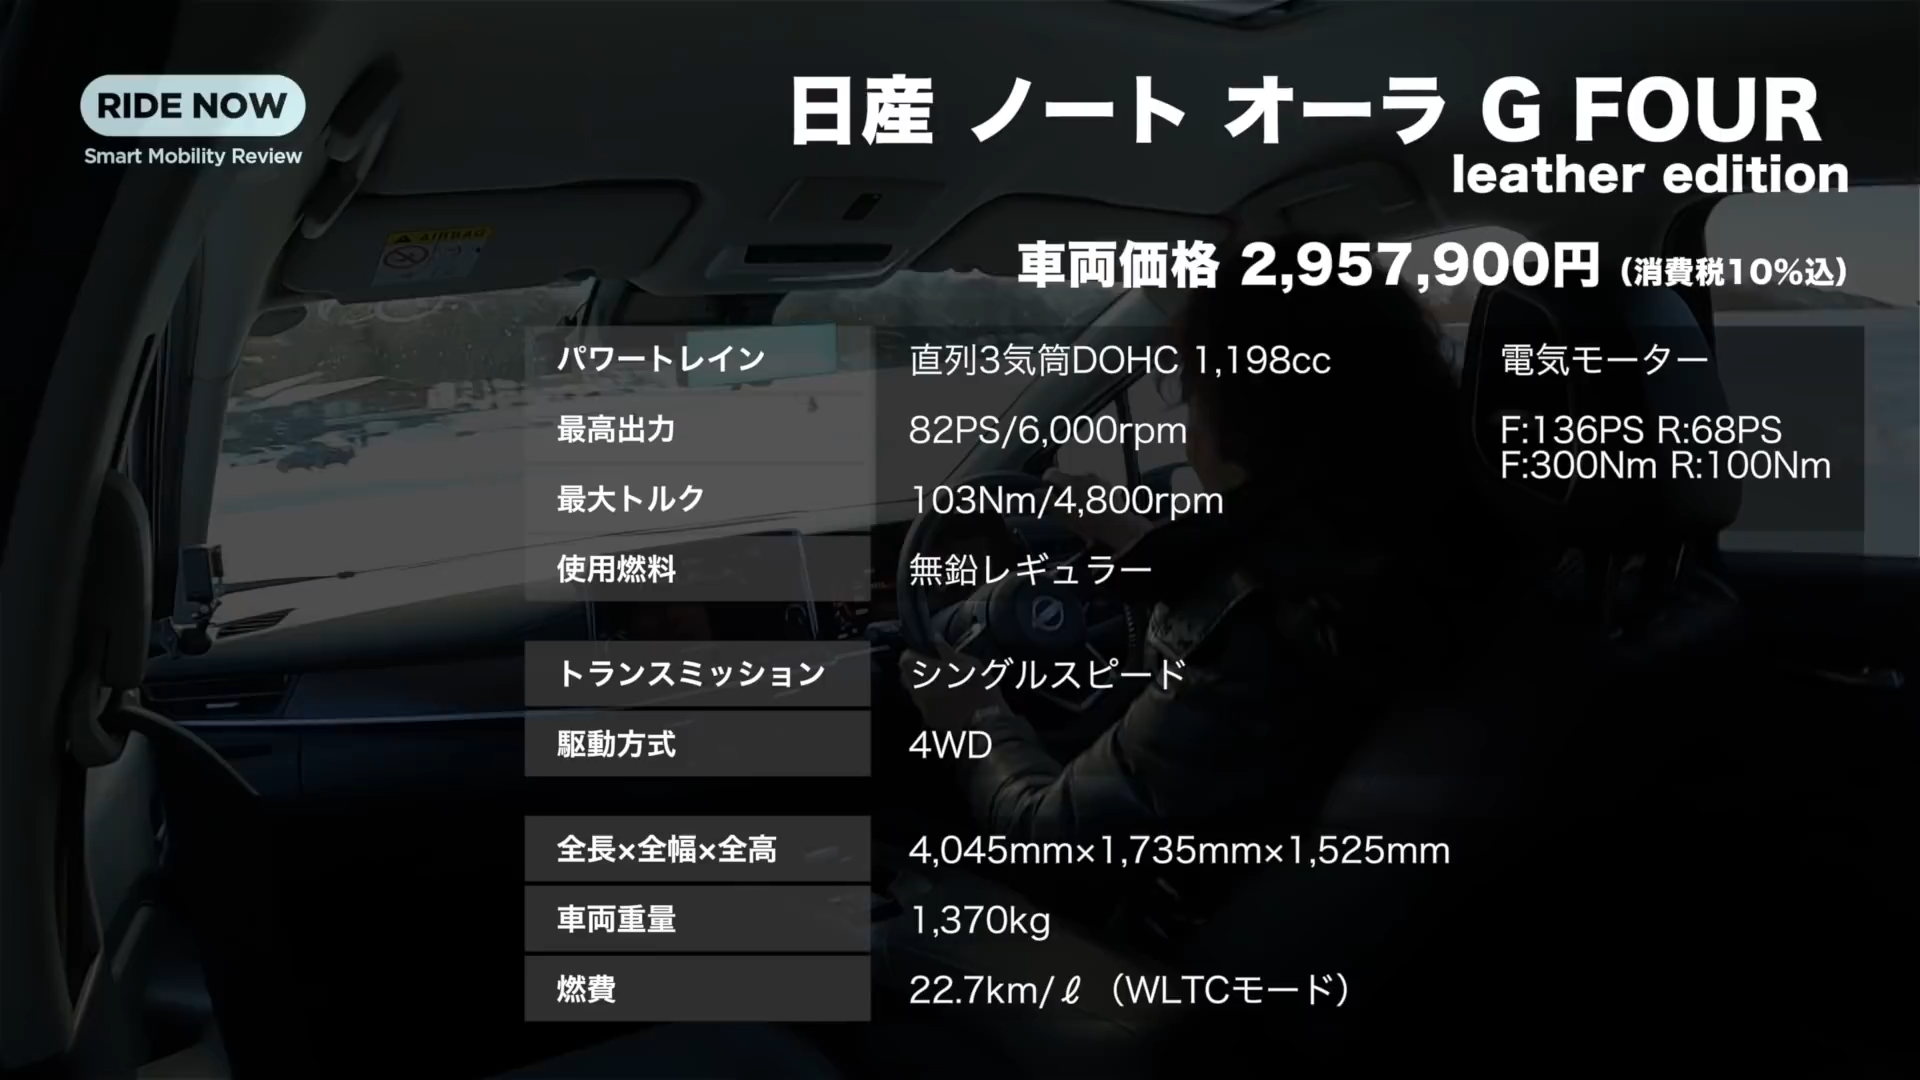 RIDE NOW
Smart Mobility Review
日産 ノート オーラ G FOUR
leather edition
車両価格 2,957,900円（消費税10%込）
パワートレイン 直列3気筒DOHC 1,198cc 電気モーター
最高出力 82PS/6,000rpm F:136PS R:68PS
F:300Nm R:100Nm
最大トルク 103Nm/4,800rpm
使用燃料 無鉛レギュラー
トランスミッション シングルスピード
駆動方式 4WD
全長×全幅×全高 4,045mm×1,735mm×1,525mm
車両重量 1,370kg
燃費 22.7km/ℓ（WLTCモード）
AIRBAG